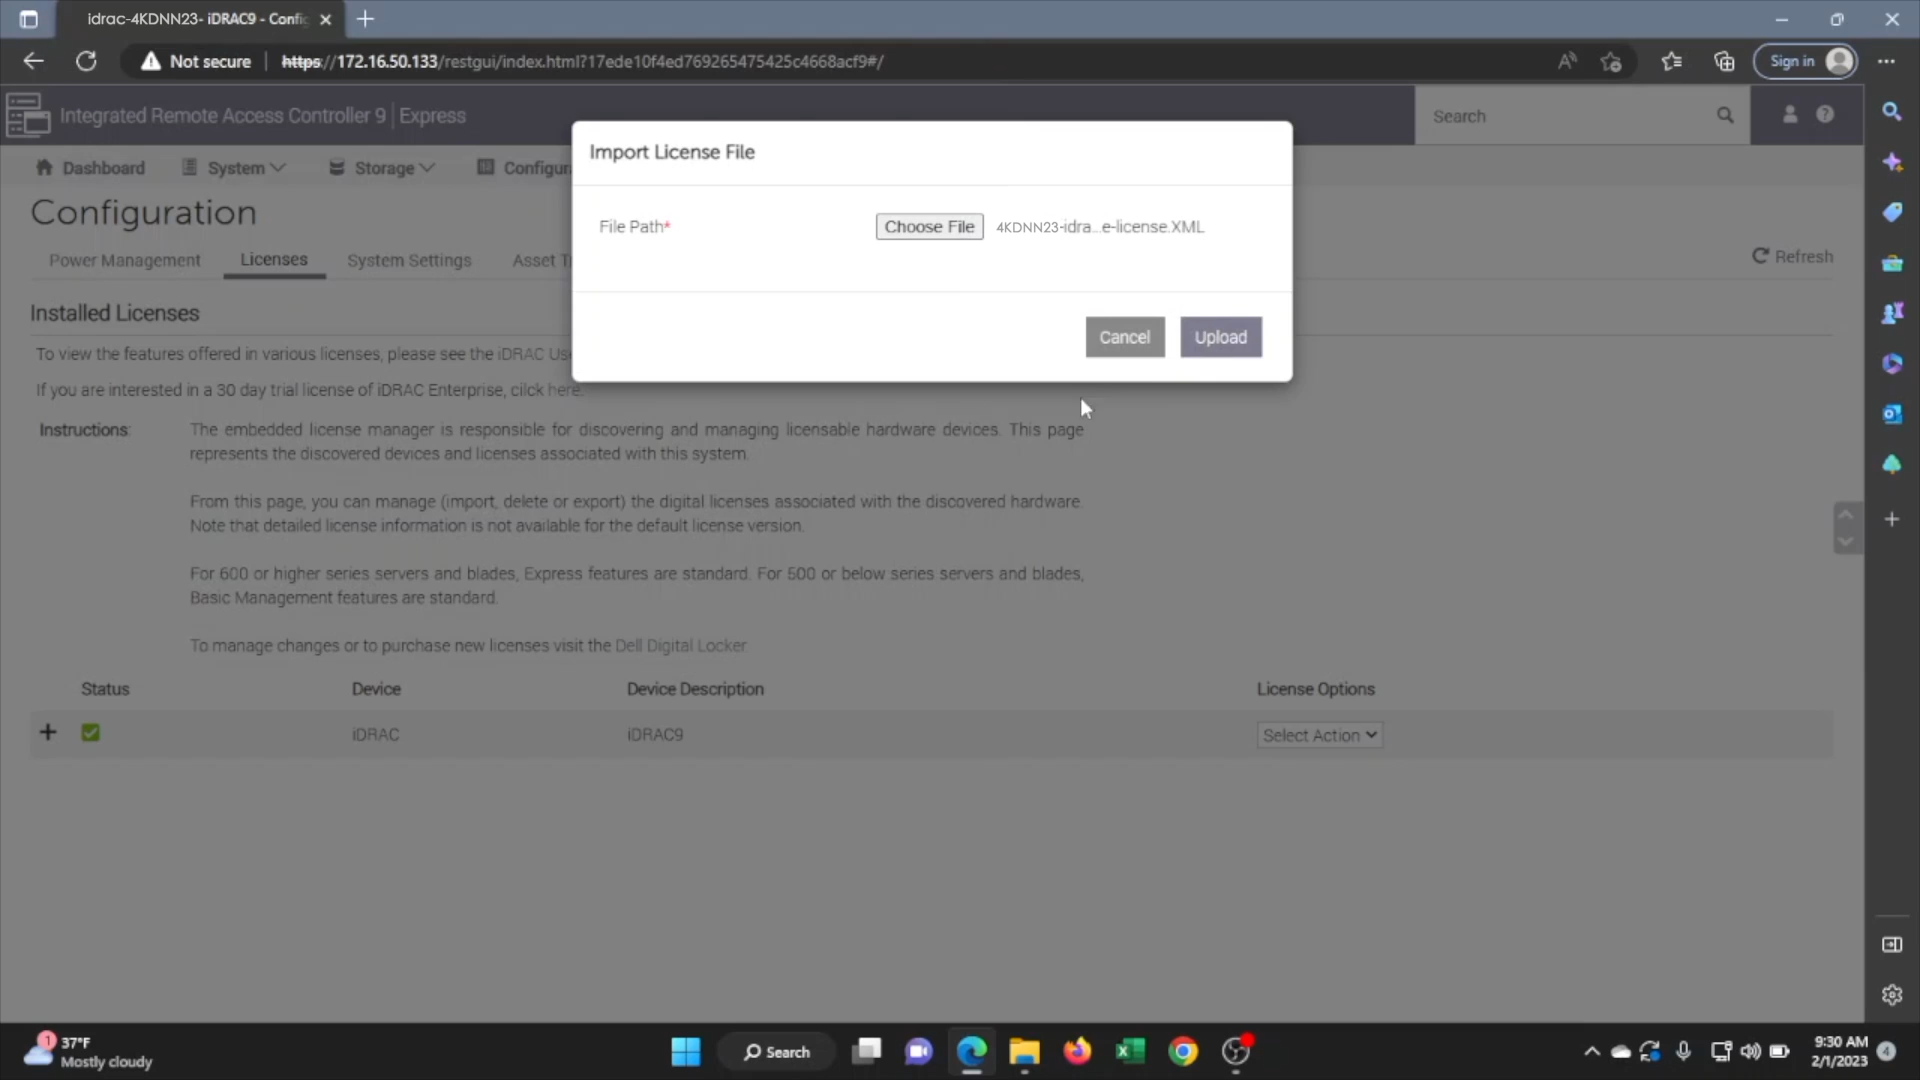 idrac-4KDNN23- iDRAC9 - Config
Not secure
https://172.16.50.133/restgui/index.html?17ede10f4ed769265475425c4668acf9#/
Sign in
Integrated Remote Access Controller 9 | Express
Search
Import License File
Dashboard
System
Storage
Configura
Configuration
File Path*
Choose File
4KDNN23-idra...e-license.XML
Power Management
Licenses
System Settings
Asset T
Refresh
Installed Licenses
Cancel
Upload
To view the features offered in various licenses, please see the iDRAC Us
If you are interested in a 30 day trial license of iDRAC Enterprise, click here.
Instructions:
The embedded license manager is responsible for discovering and managing licensable hardware devices. This page
represents the discovered devices and licenses associated with this system.
From this page, you can manage (import, delete or export) the digital licenses associated with the discovered hardware.
Note that detailed license information is not available for the default license version.
For 600 or higher series servers and blades, Express features are standard. For 500 or below series servers and blades,
Basic Management features are standard.
To manage changes or to purchase new licenses visit the Dell Digital Locker
Status
Device
Device Description
License Options
iDRAC
iDRAC9
Select Action
1
37°F
Mostly cloudy
Search
9:30 AM
2/1/2023
4